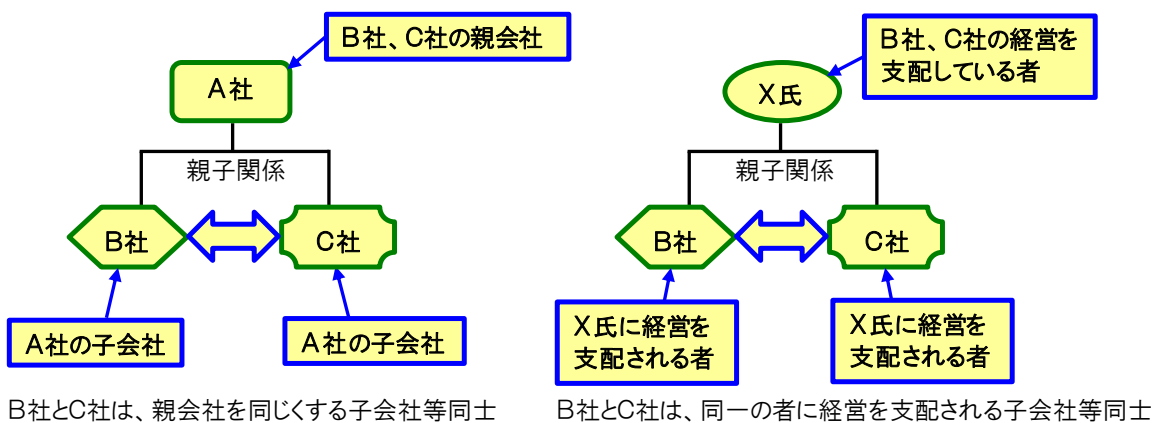 B社、C社の親会社
A社
親子関係
B社
C社
A社の子会社
A社の子会社
B社とC社は、親会社を同じくする子会社等同士
B社、C社の経営を
支配している者
X氏
親子関係
B社
C社
X氏に経営を
支配される者
X氏に経営を
支配される者
B社とC社は、同一の者に経営を支配される子会社等同士